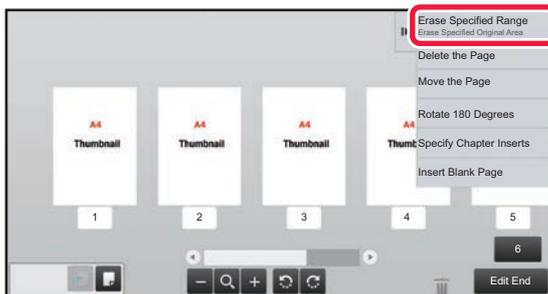 Erase Specified Range
Erase Specified Original Area
Delete the Page
Move the Page
Rotate 180 Degrees
Specify Chapter Inserts
Insert Blank Page
A4
Thumbnail
A4
Thumbnail
A4
Thumbnail
A4
Thumb
1
2
3
4
5
6
Edit End